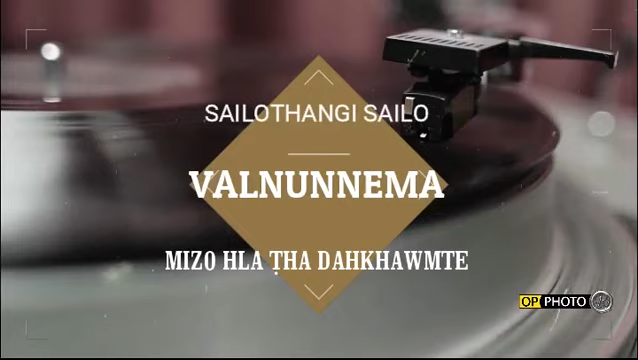 SAILOTHANGI SAILO
VALNUNNEMA
MIZO HLA ṬHA DAHKHAWMTE
OP PHOTO